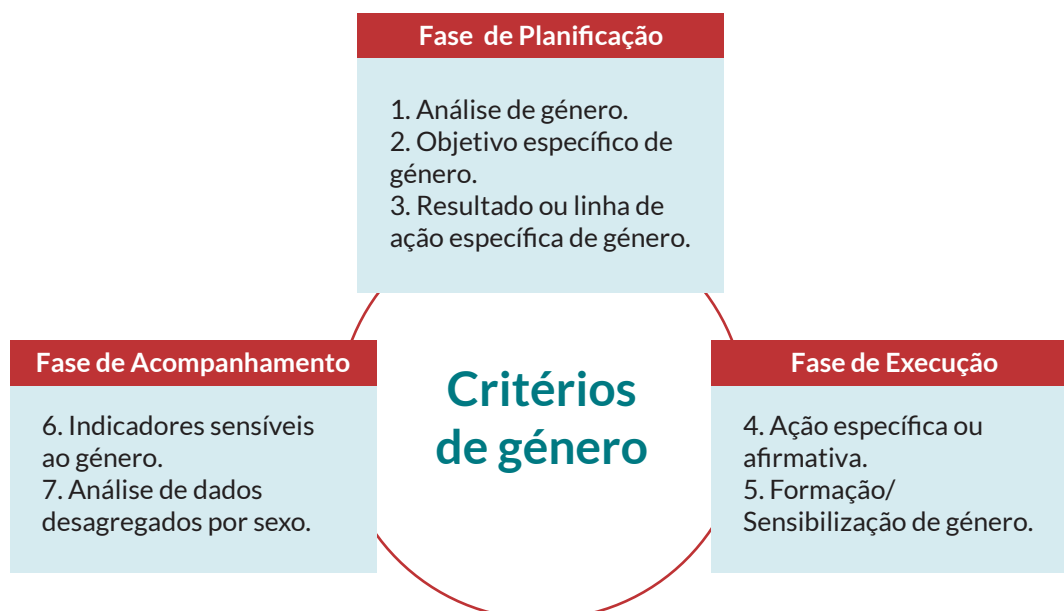 Fase de Planificação
1. Análise de género.
2. Objetivo específico de
género.
3. Resultado ou linha de
ação específica de género.
Critérios
de género
Fase de Execução
4. Ação específica ou
afirmativa.
5. Formação/
Sensibilização de género.
Fase de Acompanhamento
6. Indicadores sensíveis
ao género.
7. Análise de dados
desagregados por sexo.